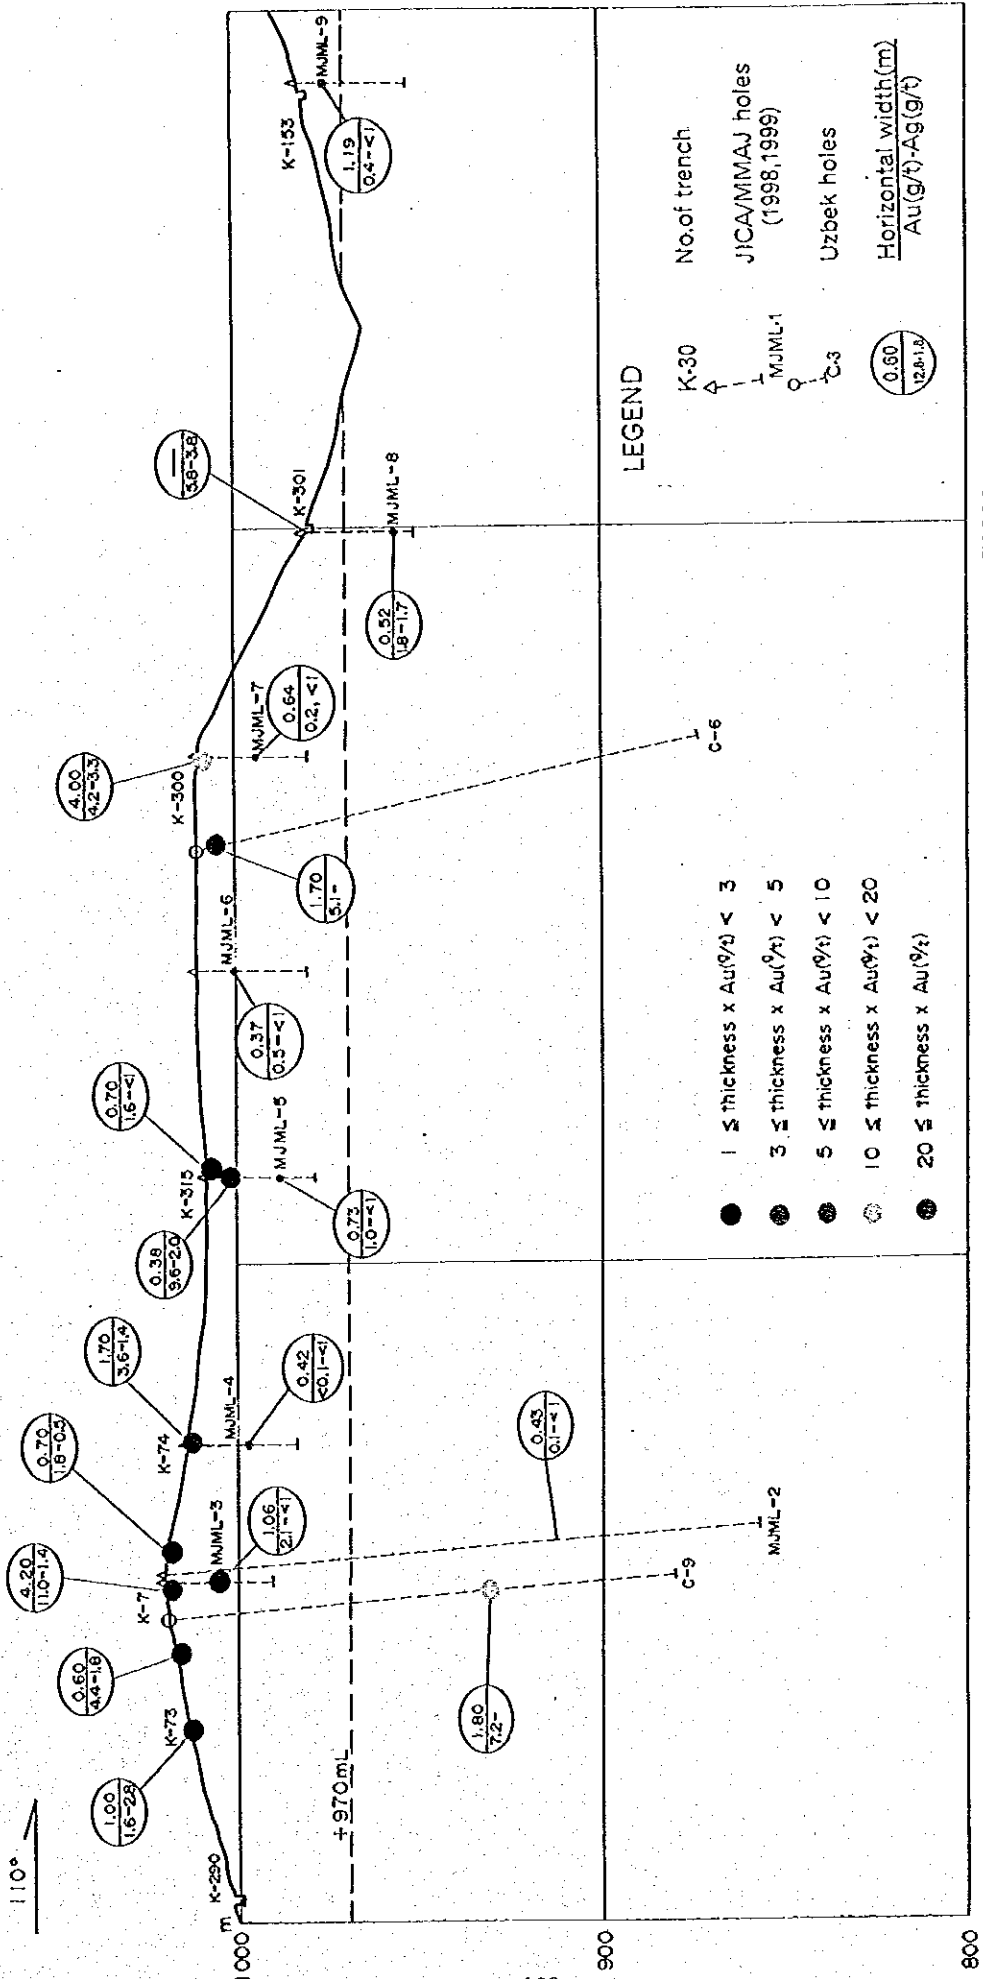 110°
m
1000
900
800
+970mL
K-290
K-73
K-7
K-74
K-315
K-300
K-301
K-153
1.00
1.6-2.8
0.60
4.4-1.8
4.20
11.0-1.4
0.70
1.8-0.5
1.70
3.6-1.4
0.38
9.6-2.0
0.70
1.6-<1
4.00
4.2-3.3
—
5.8-3.8
MJML-3
1.06
2.1-<1
MJML-4
0.42
<0.1-<1
MJML-5
0.73
1.0-<1
MJML-6
0.37
0.5-<1
1.70
5.1-
MJML-7
0.64
0.2, <1
MJML-8
0.52
1.8-1.7
MJML-9
1.19
0.4-<1
1.80
7.2-
0.43
0.1-<1
C-9
MJML-2
C-6
1 ≤ thickness x Au(g/t) < 3
3 ≤ thickness x Au(g/t) < 5
5 ≤ thickness x Au(g/t) < 10
10 ≤ thickness x Au(g/t) < 20
20 ≤ thickness x Au(g/t)
LEGEND
K-30 No.of trench
MJML-1 JICA/MMAJ holes
(1998,1999)
C-3 Uzbek holes
0.60 Horizontal width(m)
12.8-1.8 Au(g/t)-Ag(g/t)